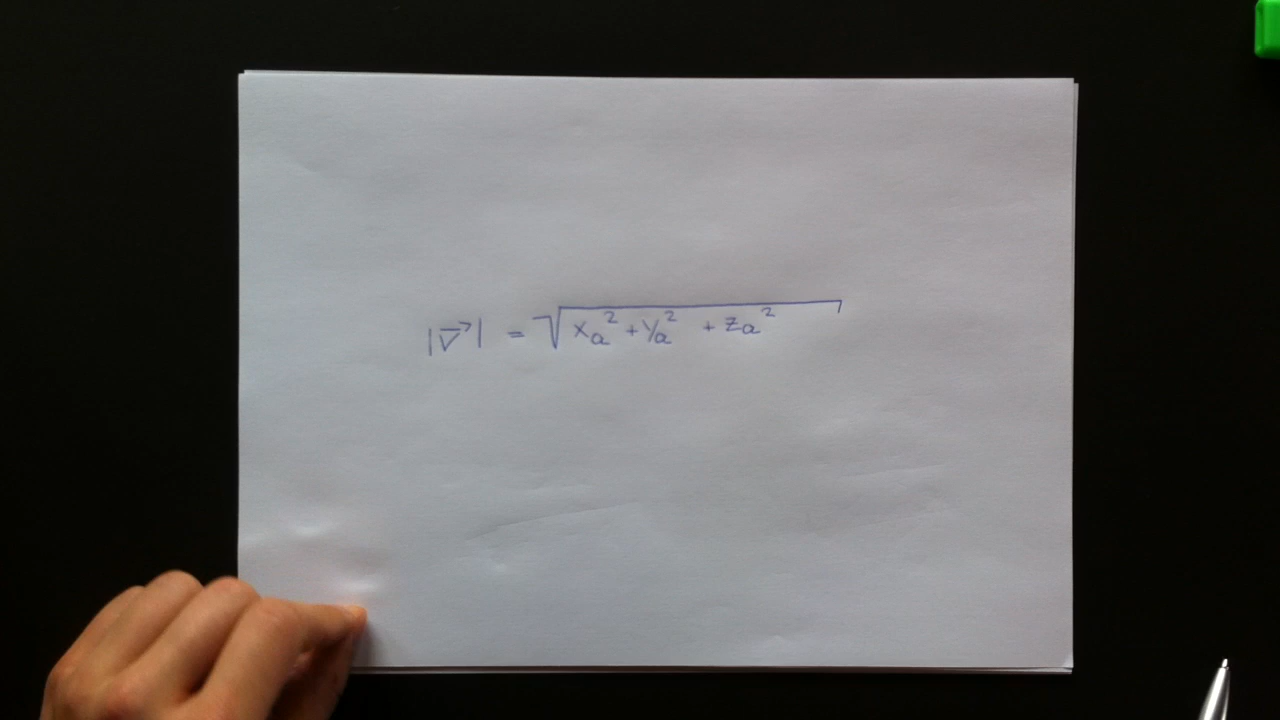 |v⃗| = √(xₐ² + yₐ² + zₐ²)